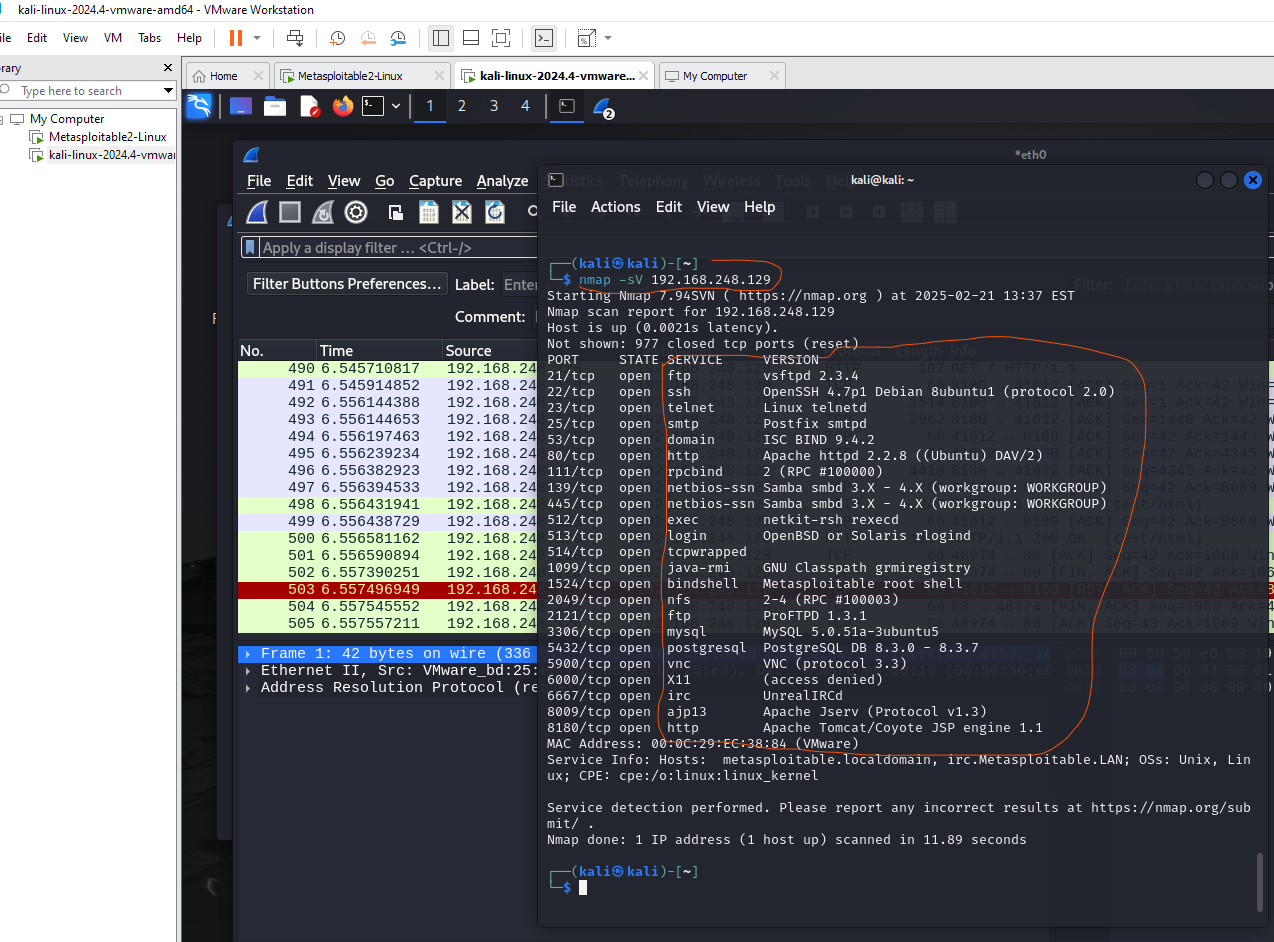 kali-linux-2024.4-vmware-amd64 - VMware Workstation
ile Edit View VM Tabs Help
rary
Type here to search
My Computer
Metasploitable2-Linux
kali-linux-2024.4-vmwar
Home Metasploitable2-Linux kali-linux-2024.4-vmware... My Computer
1 2 3 4 2
*eth0
File Edit View Go Capture Analyze Statistics Telephony Wireless Tools Help
Apply a display filter ... <Ctrl-/>
Filter Buttons Preferences... Label: Enter Filter: Enter a filter expression
Comment:
No. Time Source Protocol Length Info
490 6.545710817 192.168.24
491 6.545914852 192.168.24
492 6.556144388 192.168.24
493 6.556144653 192.168.24
494 6.556197463 192.168.24
495 6.556239234 192.168.24
496 6.556382923 192.168.24
497 6.556394533 192.168.24
498 6.556431941 192.168.24
499 6.556438729 192.168.24
500 6.556581162 192.168.24
501 6.556590894 192.168.24
502 6.557390251 192.168.24
503 6.557496949 192.168.24
504 6.557545552 192.168.24
505 6.557557211 192.168.24
Frame 1: 42 bytes on wire (336
Ethernet II, Src: VMware_bd:25:
Address Resolution Protocol (re
kali@kali: ~
File Actions Edit View Help
┌──(kali㉿kali)-[~]
└─$ nmap -sV 192.168.248.129
Starting Nmap 7.94SVN ( https://nmap.org ) at 2025-02-21 13:37 EST
Nmap scan report for 192.168.248.129
Host is up (0.0021s latency).
Not shown: 977 closed tcp ports (reset)
PORT STATE SERVICE VERSION
21/tcp open ftp vsftpd 2.3.4
22/tcp open ssh OpenSSH 4.7p1 Debian 8ubuntu1 (protocol 2.0)
23/tcp open telnet Linux telnetd
25/tcp open smtp Postfix smtpd
53/tcp open domain ISC BIND 9.4.2
80/tcp open http Apache httpd 2.2.8 ((Ubuntu) DAV/2)
111/tcp open rpcbind 2 (RPC #100000)
139/tcp open netbios-ssn Samba smbd 3.X - 4.X (workgroup: WORKGROUP)
445/tcp open netbios-ssn Samba smbd 3.X - 4.X (workgroup: WORKGROUP)
512/tcp open exec netkit-rsh rexecd
513/tcp open login OpenBSD or Solaris rlogind
514/tcp open tcpwrapped
1099/tcp open java-rmi GNU Classpath grmiregistry
1524/tcp open bindshell Metasploitable root shell
2049/tcp open nfs 2-4 (RPC #100003)
2121/tcp open ftp ProFTPD 1.3.1
3306/tcp open mysql MySQL 5.0.51a-3ubuntu5
5432/tcp open postgresql PostgreSQL DB 8.3.0 - 8.3.7
5900/tcp open vnc VNC (protocol 3.3)
6000/tcp open X11 (access denied)
6667/tcp open irc UnrealIRCd
8009/tcp open ajp13 Apache Jserv (Protocol v1.3)
8180/tcp open http Apache Tomcat/Coyote JSP engine 1.1
MAC Address: 00:0C:29:EC:38:84 (VMware)
Service Info: Hosts:  metasploitable.localdomain, irc.Metasploitable.LAN; OSs: Unix, Lin
ux; CPE: cpe:/o:linux:linux_kernel
Service detection performed. Please report any incorrect results at https://nmap.org/sub
mit/ .
Nmap done: 1 IP address (1 host up) scanned in 11.89 seconds
┌──(kali㉿kali)-[~]
└─$